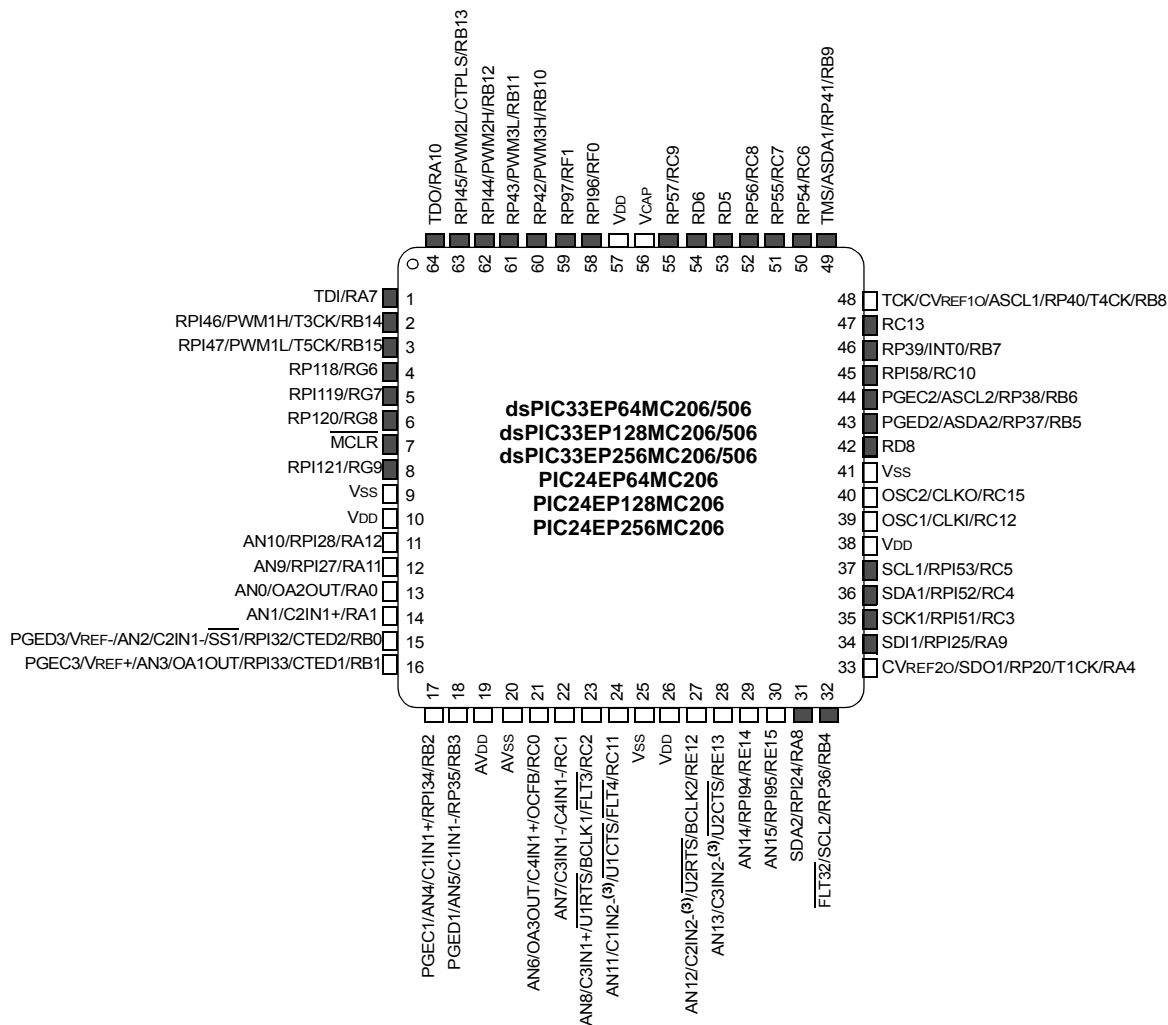 TDO/RA10
RPI45/PWM2L/CTPLS/RB13
RPI44/PWM2H/RB12
RP43/PWM3L/RB11
RP42/PWM3H/RB10
RP97/RF1
RPI96/RF0
VDD
VCAP
RP57/RC9
RD6
RD5
RP56/RC8
RP55/RC7
RP54/RC6
TMS/ASDA1/RP41/RB9
64
63
62
61
60
59
58
57
56
55
54
53
52
51
50
49
TDI/RA7 1
RPI46/PWM1H/T3CK/RB14 2
RPI47/PWM1L/T5CK/RB15 3
RP118/RG6 4
RPI119/RG7 5
RP120/RG8 6
MCLR 7
RPI121/RG9 8
VSS 9
VDD 10
AN10/RPI28/RA12 11
AN9/RPI27/RA11 12
AN0/OA2OUT/RA0 13
AN1/C2IN1+/RA1 14
PGED3/VREF-/AN2/C2IN1-/SS1/RPI32/CTED2/RB0 15
PGEC3/VREF+/AN3/OA1OUT/RPI33/CTED1/RB1 16
dsPIC33EP64MC206/506
dsPIC33EP128MC206/506
dsPIC33EP256MC206/506
PIC24EP64MC206
PIC24EP128MC206
PIC24EP256MC206
48 TCK/CVREF1O/ASCL1/RP40/T4CK/RB8
47 RC13
46 RP39/INT0/RB7
45 RPI58/RC10
44 PGEC2/ASCL2/RP38/RB6
43 PGED2/ASDA2/RP37/RB5
42 RD8
41 VSS
40 OSC2/CLKO/RC15
39 OSC1/CLKI/RC12
38 VDD
37 SCL1/RPI53/RC5
36 SDA1/RPI52/RC4
35 SCK1/RPI51/RC3
34 SDI1/RPI25/RA9
33 CVREF2O/SDO1/RP20/T1CK/RA4
17
18
19
20
21
22
23
24
25
26
27
28
29
30
31
32
PGEC1/AN4/C1IN1+/RPI34/RB2
PGED1/AN5/C1IN1-/RP35/RB3
AVDD
AVSS
AN6/OA3OUT/C4IN1+/OCFB/RC0
AN7/C3IN1-/C4IN1-/RC1
AN8/C3IN1+/U1RTS/BCLK1/FLT3/RC2
AN11/C1IN2-(3)/U1CTS/FLT4/RC11
VSS
VDD
AN12/C2IN2-(3)/U2RTS/BCLK2/RE12
AN13/C3IN2-(3)/U2CTS/RE13
AN14/RPI94/RE14
AN15/RPI95/RE15
SDA2/RPI24/RA8
FLT32/SCL2/RP36/RB4